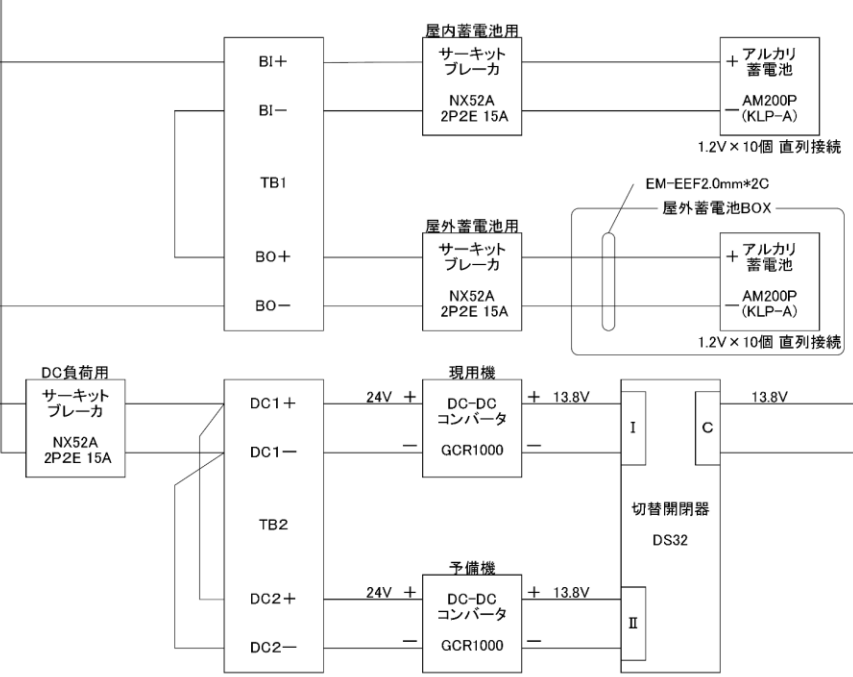 屋内蓄電池用
BI+
サーキット
ブレーカ
+
アルカリ
蓄電池
BI-
NX52A
2P2E 15A
-
AM200P
(KLP-A)
1.2V×10個 直列接続
TB1
EM-EEF2.0mm*2C
屋外蓄電池BOX
屋外蓄電池用
BO+
サーキット
ブレーカ
+
アルカリ
蓄電池
BO-
NX52A
2P2E 15A
-
AM200P
(KLP-A)
1.2V×10個 直列接続
DC負荷用
サーキット
ブレーカ
NX52A
2P2E 15A
DC1+
DC1-
TB2
DC2+
DC2-
現用機
24V +
-
DC-DC
コンバータ
GCR1000
+ 13.8V
-
I
C
13.8V
切替開閉器
DS32
予備機
24V +
-
DC-DC
コンバータ
GCR1000
+ 13.8V
-
II